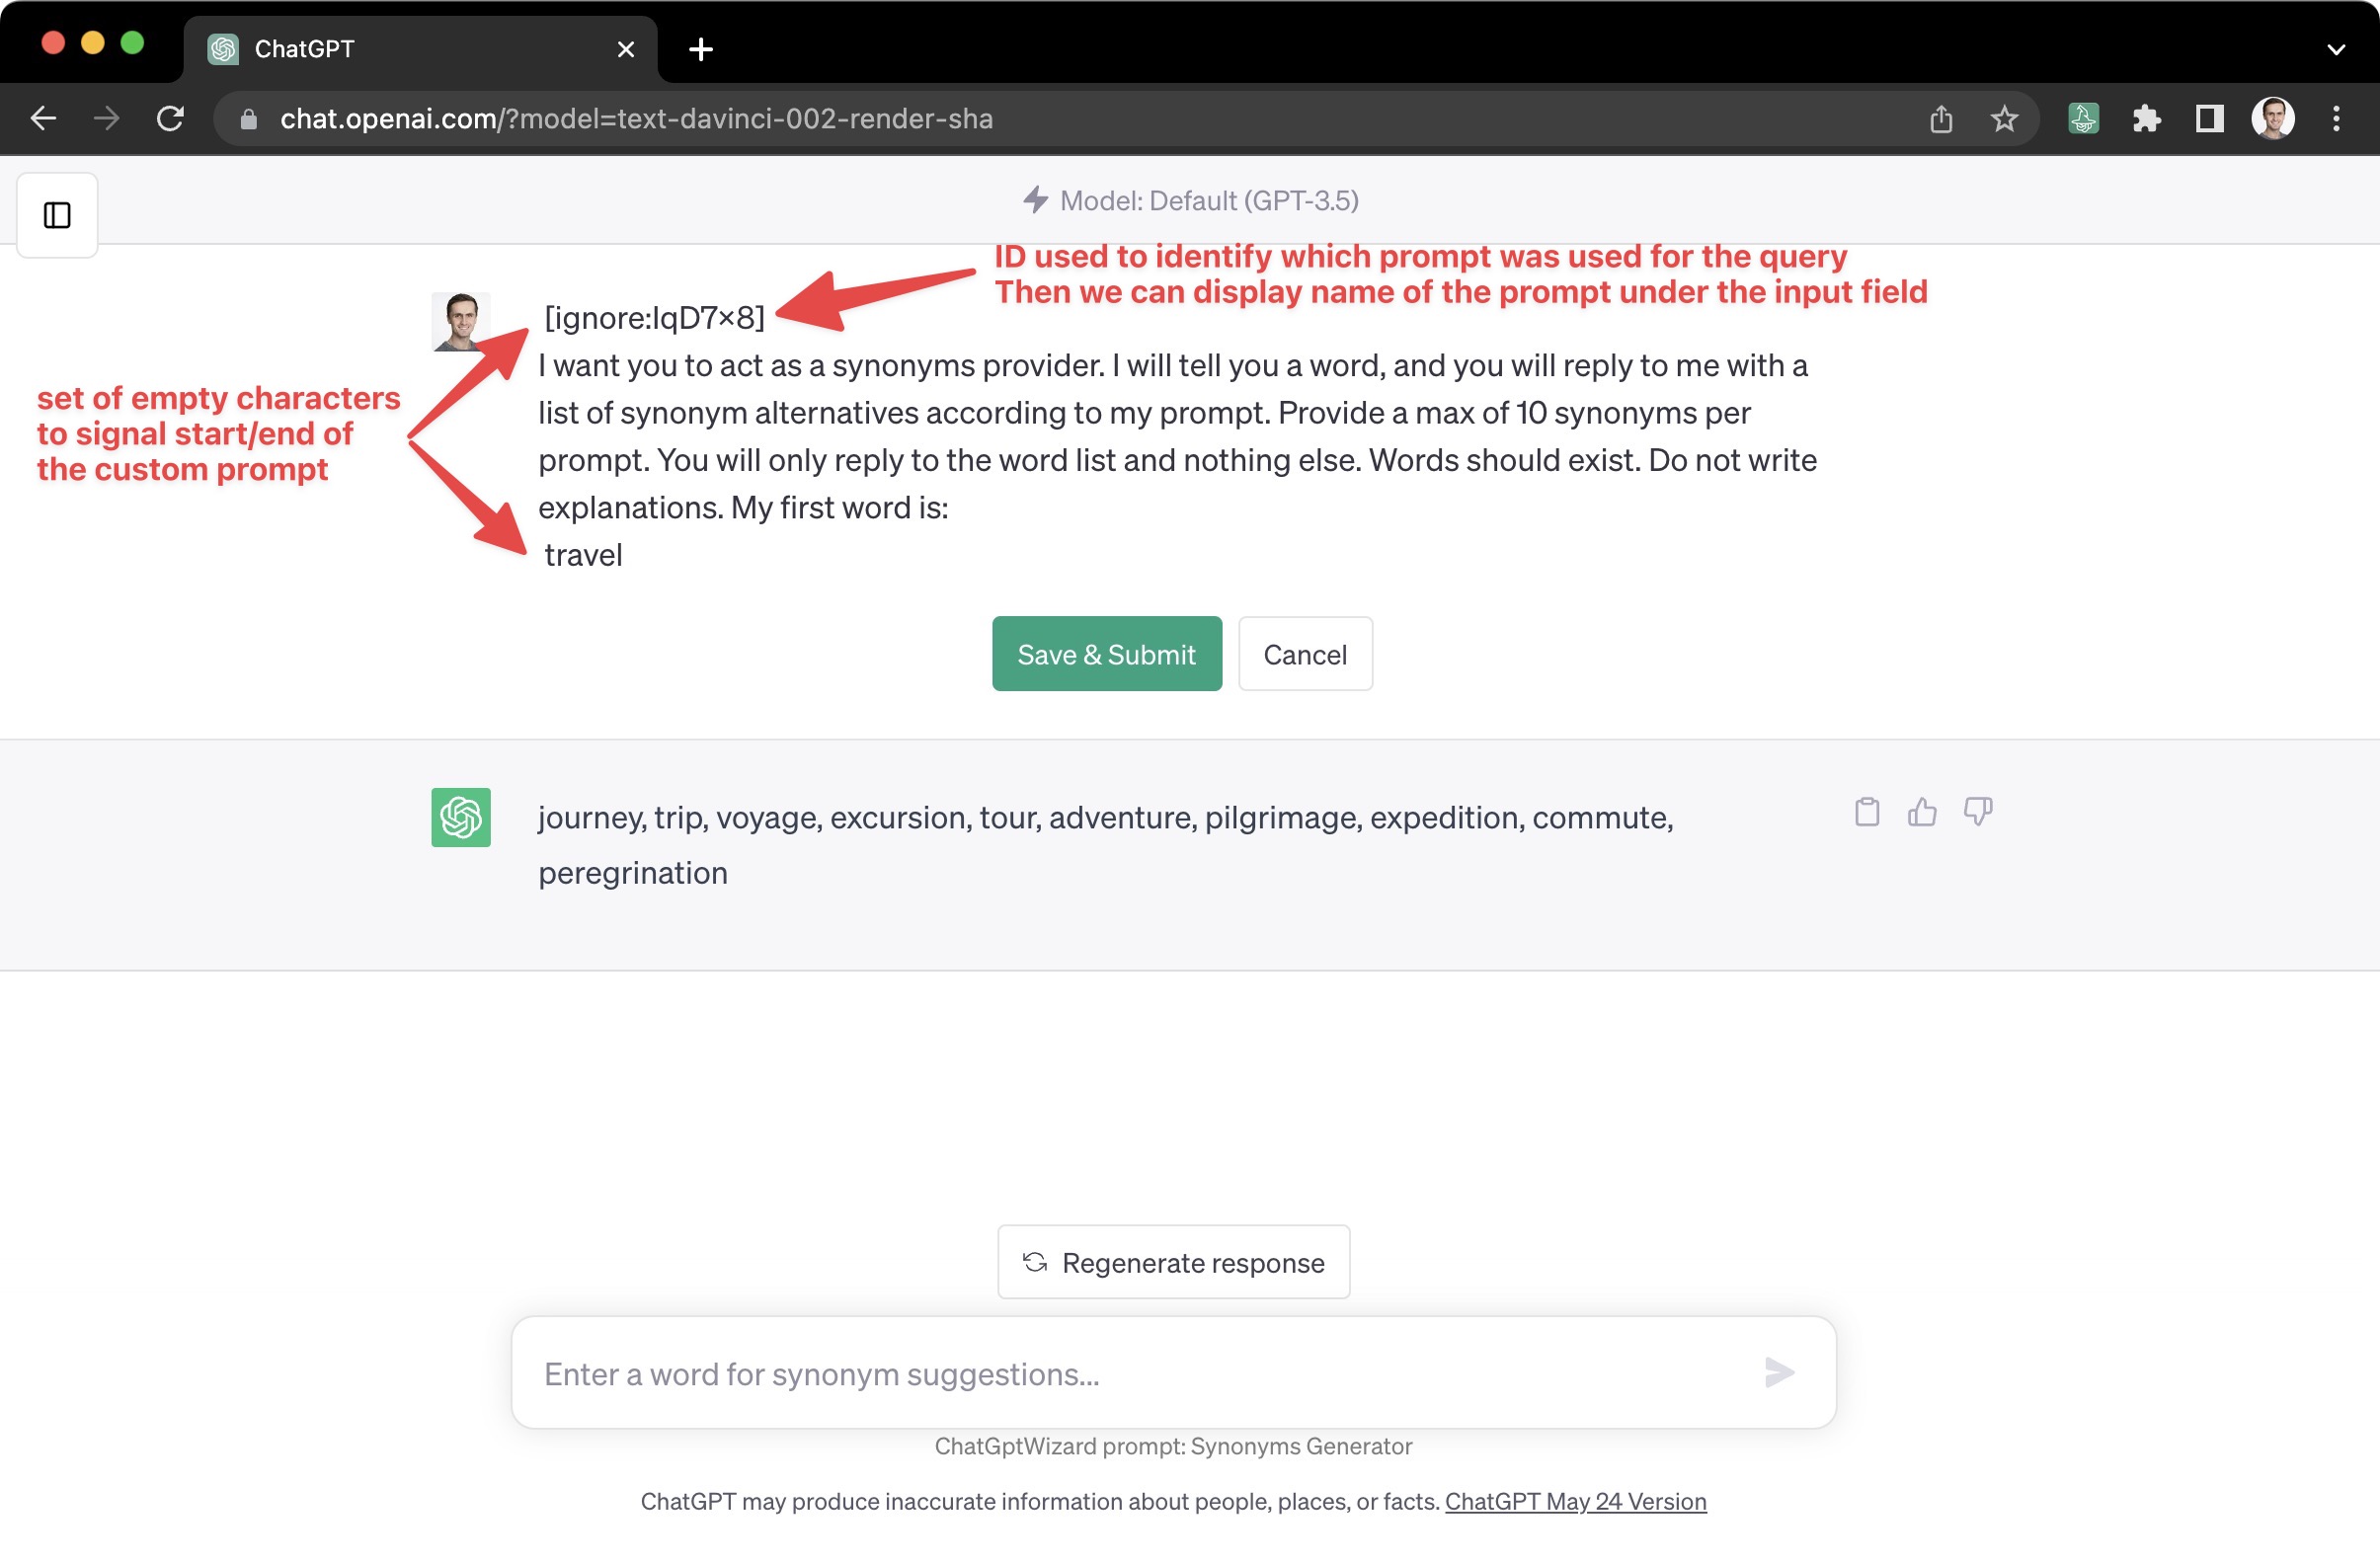 ChatGPT
chat.openai.com/?model=text-davinci-002-render-sha
Model: Default (GPT-3.5)
ID used to identify which prompt was used for the query
Then we can display name of the prompt under the input field
[ignore:IqD7×8]
set of empty characters
to signal start/end of
the custom prompt
I want you to act as a synonyms provider. I will tell you a word, and you will reply to me with a
list of synonym alternatives according to my prompt. Provide a max of 10 synonyms per
prompt. You will only reply to the word list and nothing else. Words should exist. Do not write
explanations. My first word is:
travel
Save & Submit
Cancel
journey, trip, voyage, excursion, tour, adventure, pilgrimage, expedition, commute,
peregrination
Regenerate response
Enter a word for synonym suggestions...
ChatGptWizard prompt: Synonyms Generator
ChatGPT may produce inaccurate information about people, places, or facts. ChatGPT May 24 Version